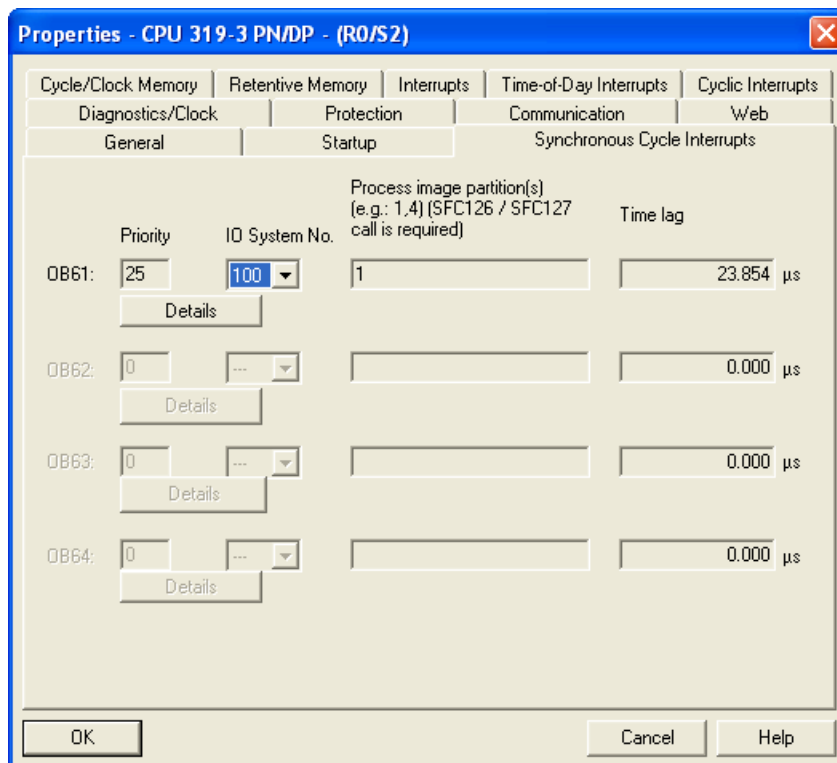 Properties - CPU 319-3 PN/DP - (R0/S2)
Cycle/Clock Memory Retentive Memory Interrupts Time-of-Day Interrupts Cyclic Interrupts
Diagnostics/Clock Protection Communication Web
General Startup Synchronous Cycle Interrupts
Process image partition(s)
(e.g.: 1,4) (SFC126 / SFC127
call is required)
Priority IO System No. Time lag
OB61: 25 100 1 23.854 µs
Details
OB62: 0 --- 0.000 µs
Details
OB63: 0 --- 0.000 µs
Details
OB64: 0 --- 0.000 µs
Details
OK Cancel Help